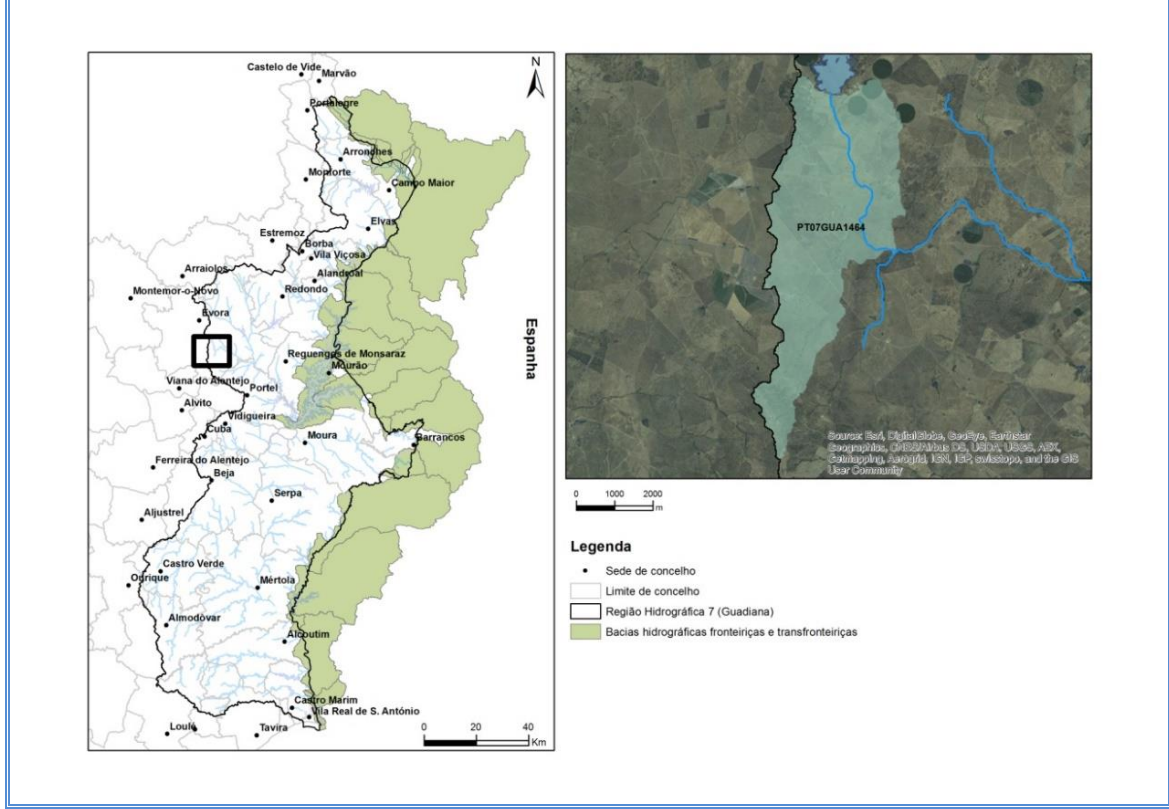 N
Castelo de Vide
Marvão
Portalegre
Arronches
Monforte
Campo Maior
Elvas
Estremoz
Borba
Vila Viçosa
Arraiolos
Alandroal
Montemor-o-Novo
Redondo
Évora
Espanha
Reguengos de Monsaraz
Mourão
Viana do Alentejo
Portel
Alvito
Vidigueira
Cuba
Moura
Barrancos
Ferreira do Alentejo
Beja
Serpa
Aljustrel
Castro Verde
Ourique
Mértola
Almodôvar
Alcoutim
Castro Marim
Vila Real de S. António
Loulé
Tavira
0 20 40
Km
PT07GUA1464
Source: Esri, DigitalGlobe, GeoEye, Earthstar
Geographics, CNES/Airbus DS, USDA, USGS, AEX,
Getmapping, Aerogrid, IGN, IGP, swisstopo, and the GIS
User Community
0 1000 2000
m
Legenda
Sede de concelho
Limite de concelho
Região Hidrográfica 7 (Guadiana)
Bacias hidrográficas fronteiriças e transfronteiriças